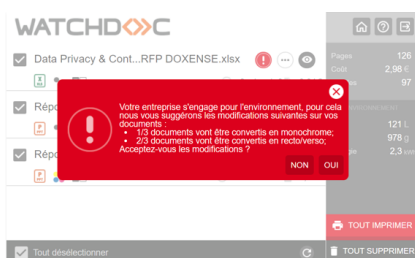 WATCHDOC
Data Privacy & Cont...RFP DOXENSE.xlsx
Pages 126
Coût 2,98 €
97
Répo
Votre entreprise s'engage pour l'environnement, pour cela
nous vous suggérons les modifications suivantes sur vos
documents :
• 1/3 documents vont être convertis en monochrome;
• 2/3 documents vont être convertis en recto/verso;
Acceptez-vous les modifications ?
NON OUI
121 L
978 g
Répo
2,3
TOUT IMPRIMER
Tout désélectionner
TOUT SUPPRIMER